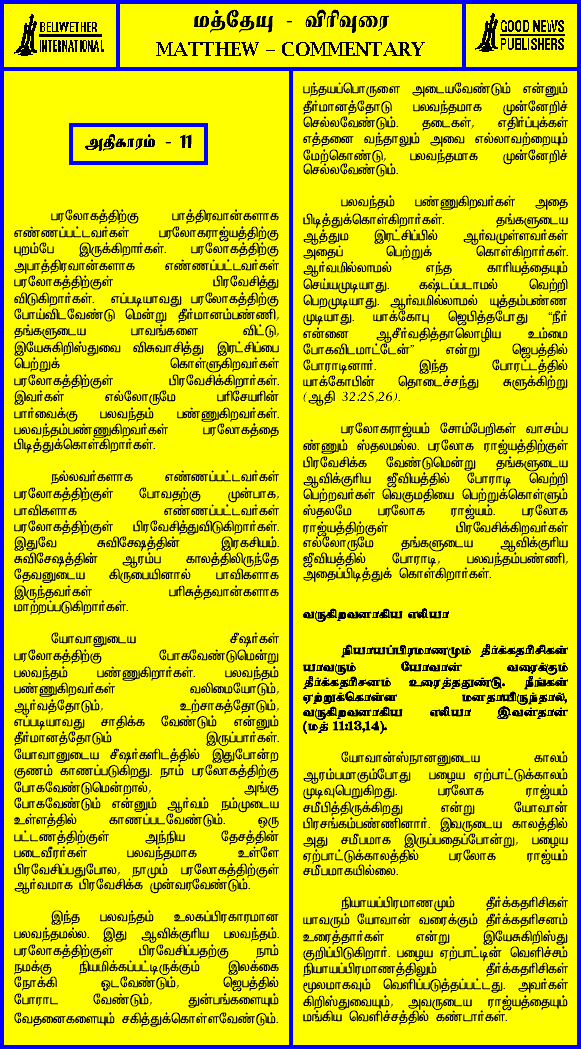 BELLWETHER
INTERNATIONAL
மத்தேயு - விரிவுரை
MATTHEW – COMMENTARY
GOOD NEWS
PUBLISHERS
அதிகாரம் - 11
பரலோகத்திற்கு பாத்திரவான்களாக
எண்ணப்பட்டவர்கள் பரலோகராஜ்யத்திற்கு
புறம்பே இருக்கிறார்கள். பரலோகத்திற்கு
அபாத்திரவான்களாக எண்ணப்பட்டவர்கள்
பரலோகத்திற்குள் பிரவேசித்து
விடுகிறார்கள். எப்படியாவது பரலோகத்திற்கு
போய்விடவேண்டு மென்று தீர்மானம்பண்ணி,
தங்களுடைய பாவங்களை விட்டு,
இயேசுகிறிஸ்துவை விசுவாசித்து இரட்சிப்பை
பெற்றுக் கொள்ளுகிறவர்கள்
பரலோகத்திற்குள் பிரவேசிக்கிறார்கள்.
இவர்கள் எல்லோருமே பரிசேயரின்
பார்வைக்கு பலவந்தம் பண்ணுகிறவர்கள்.
பலவந்தம்பண்ணுகிறவர்கள் பரலோகத்தை
பிடித்துக்கொள்கிறார்கள்.
நல்லவர்களாக எண்ணப்பட்டவர்கள்
பரலோகத்திற்குள் போவதற்கு முன்பாக,
பாவிகளாக எண்ணப்பட்டவர்கள்
பரலோகத்திற்குள் பிரவேசித்துவிடுகிறார்கள்.
இதுவே சுவிசேஷத்தின் இரகசியம்.
சுவிசேஷத்தின் ஆரம்ப காலத்திலிருந்தே
தேவனுடைய கிருபையினால் பாவிகளாக
இருந்தவர்கள் பரிசுத்தவான்களாக
மாற்றப்படுகிறார்கள்.
யோவானுடைய சீஷர்கள்
பரலோகத்திற்கு போகவேண்டுமென்று
பலவந்தம் பண்ணுகிறார்கள். பலவந்தம்
பண்ணுகிறவர்கள் வலிமையோடும்,
ஆர்வத்தோடும், உற்சாகத்தோடும்,
எப்படியாவது சாதிக்க வேண்டும் என்னும்
தீர்மானத்தோடும் இருப்பார்கள்.
யோவானுடைய சீஷர்களிடத்தில் இதுபோன்ற
குணம் காணப்படுகிறது. நாம் பரலோகத்திற்கு
போகவேண்டுமென்றால், அங்கு
போகவேண்டும் என்னும் ஆர்வம் நம்முடைய
உள்ளத்தில் காணப்படவேண்டும். ஒரு
பட்டணத்திற்குள் அந்நிய தேசத்தின்
படைவீரர்கள் பலவந்தமாக உள்ளே
பிரவேசிப்பதுபோல, நாமும் பரலோகத்திற்குள்
ஆர்வமாக பிரவேசிக்க முன்வரவேண்டும்.
இந்த பலவந்தம் உலகப்பிரகாரமான
பலவந்தமல்ல. இது ஆவிக்குரிய பலவந்தம்.
பரலோகத்திற்குள் பிரவேசிப்பதற்கு நாம்
நமக்கு நியமிக்கப்பட்டிருக்கும் இலக்கை
நோக்கி ஓடவேண்டும், ஜெபத்தில்
போராட வேண்டும், துன்பங்களையும்
வேதனைகளையும் சகித்துக்கொள்ளவேண்டும்.
பந்தயப்பொருளை அடையவேண்டும் என்னும்
தீர்மானத்தோடு பலவந்தமாக முன்னேறிச்
செல்லவேண்டும். தடைகள், எதிர்ப்புக்கள்
எத்தனை வந்தாலும் அவை எல்லாவற்றையும்
மேற்கொண்டு, பலவந்தமாக முன்னேறிச்
செல்லவேண்டும்.
பலவந்தம் பண்ணுகிறவர்கள் அதை
பிடித்துக்கொள்கிறார்கள். தங்களுடைய
ஆத்தும இரட்சிப்பில் ஆர்வமுள்ளவர்கள்
அதைப் பெற்றுக் கொள்கிறார்கள்.
ஆர்வமில்லாமல் எந்த காரியத்தையும்
செய்யமுடியாது. கஷ்டப்படாமல் வெற்றி
பெறமுடியாது. ஆர்வமில்லாமல் யுத்தம்பண்ண
முடியாது. யாக்கோபு ஜெபித்தபோது “நீர்
என்னை ஆசீர்வதித்தாலொழிய உம்மை
போகவிடமாட்டேன்” என்று ஜெபத்தில்
போராடினார். இந்த போரட்டத்தில்
யாக்கோபின் தொடைச்சந்து சுளுக்கிற்று
(ஆதி 32:25,26).
பரலோகராஜ்யம் சோம்பேறிகள் வாசம்ப
ண்ணும் ஸ்தலமல்ல. பரலோக ராஜ்யத்திற்குள்
பிரவேசிக்க வேண்டுமென்று தங்களுடைய
ஆவிக்குரிய ஜீவியத்தில் போராடி வெற்றி
பெற்றவர்கள் வெகுமதியை பெற்றுக்கொள்ளும்
ஸ்தலமே பரலோக ராஜ்யம். பரலோக
ராஜ்யத்திற்குள் பிரவேசிக்கிறவர்கள்
எல்லோருமே தங்களுடைய ஆவிக்குரிய
ஜீவியத்தில் போராடி, பலவந்தம்பண்ணி,
அதைப்பிடித்துக் கொள்கிறார்கள்.
வருகிறவனாகிய எலியா
நியாயப்பிரமாணமும் தீர்க்கதரிசிகள்
யாவரும் யோவான் வரைக்கும்
தீர்க்கதரிசனம் உரைத்ததுண்டு. நீங்கள்
ஏற்றுக்கொள்ள மனதாயிருந்தால்,
வருகிறவனாகிய எலியா இவன்தான்
(மத் 11:13,14).
யோவான்ஸ்நானனுடைய காலம்
ஆரம்பமாகும்போது பழைய ஏற்பாட்டுக்காலம்
முடிவுபெறுகிறது. பரலோக ராஜ்யம்
சமீபித்திருக்கிறது என்று யோவான்
பிரசங்கம்பண்ணினார். இவருடைய காலத்தில்
அது சமீபமாக இருப்பதைப்போன்று, பழைய
ஏற்பாட்டுக்காலத்தில் பரலோக ராஜ்யம்
சமீபமாகயில்லை.
நியாயப்பிரமாணமும் தீர்க்கதரிசிகள்
யாவரும் யோவான் வரைக்கும் தீர்க்கதரிசனம்
உரைத்தார்கள் என்று இயேசுகிறிஸ்து
குறிப்பிடுகிறார். பழைய ஏற்பாட்டின் வெளிச்சம்
நியாயப்பிரமாணத்திலும் தீர்க்கதரிசிகள்
மூலமாகவும் வெளிப்படுத்தப்பட்டது. அவர்கள்
கிறிஸ்துவையும், அவருடைய ராஜ்யத்தையும்
மங்கிய வெளிச்சத்தில் கண்டார்கள்.